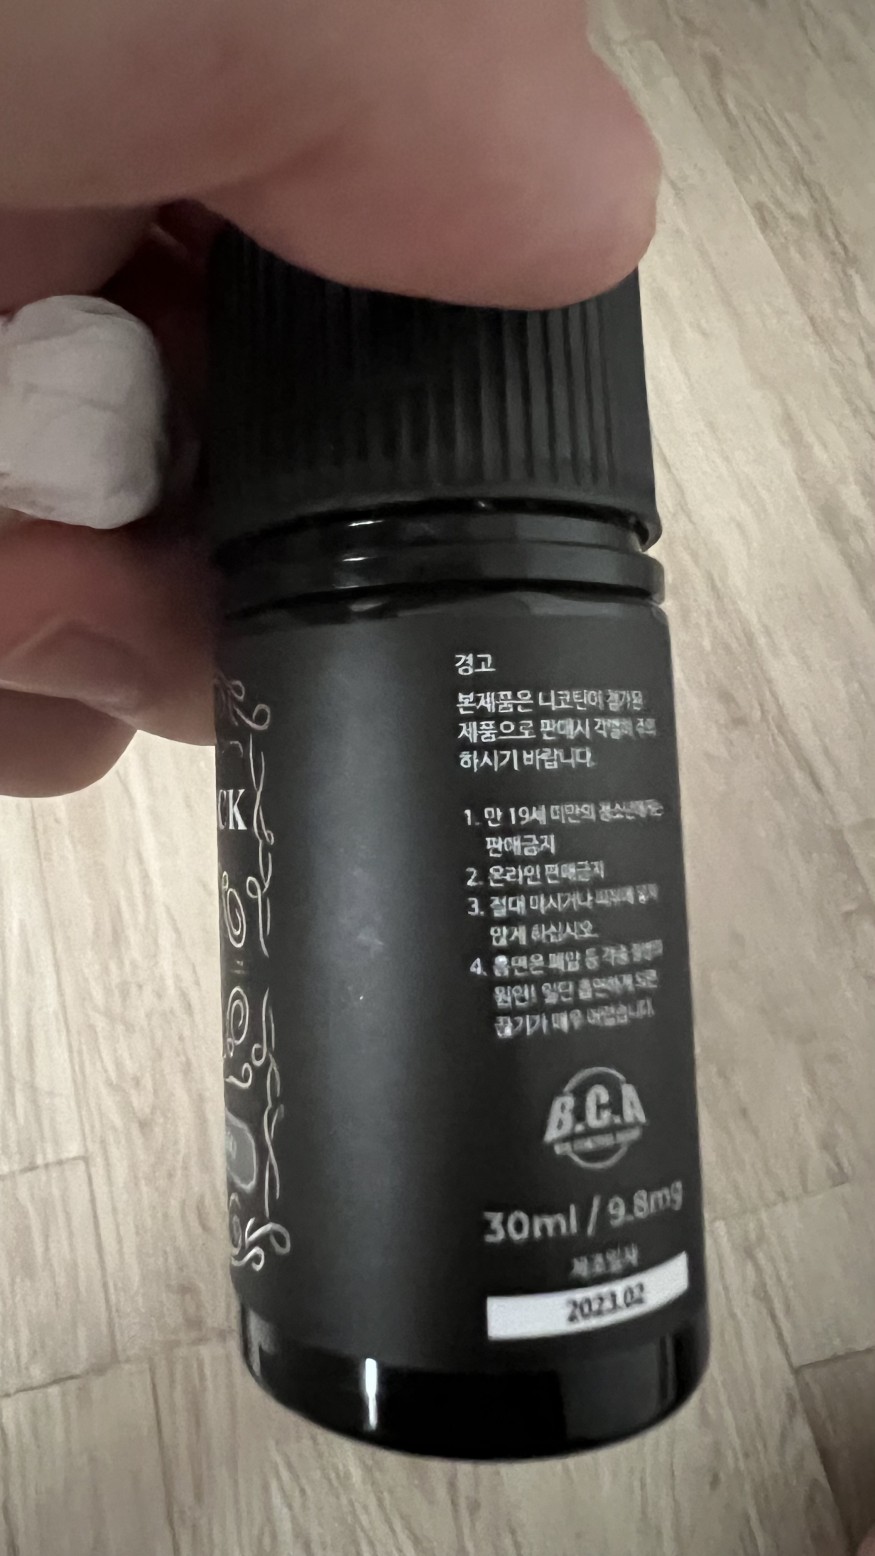 CK
경고
본제품은 니코틴이 첨가된
제품으로 판매시 각별히 주의
하시기 바랍니다.
1. 만 19세 미만의 청소년에게는
판매금지
2. 온라인 판매금지
3. 절대 마시거나 피부에 닿지
않게 하십시오.
4. 흡연은 폐암 등 각종 질병의
원인! 일단 흡연하게 되면
끊기가 매우 어렵습니다.
B.C.A
30ml / 9.8mg
제조일자
2023.02